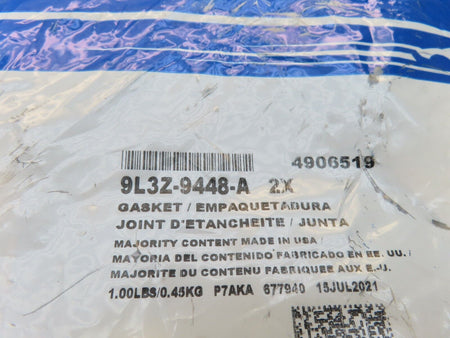 4906519
9L3Z-9448-A 2X
GASKET / EMPAQUETADURA
JOINT D'ETANCHEITE / JUNTA
MAJORITY CONTENT MADE IN USA /
MAYORIA DEL CONTENIDO FABRICADO EN EE. UU. /
MAJORITE DU CONTENU FABRIQUEE AUX E.-U.
1.00LBS/0.45KG P7AKA 677940 15JUL2021